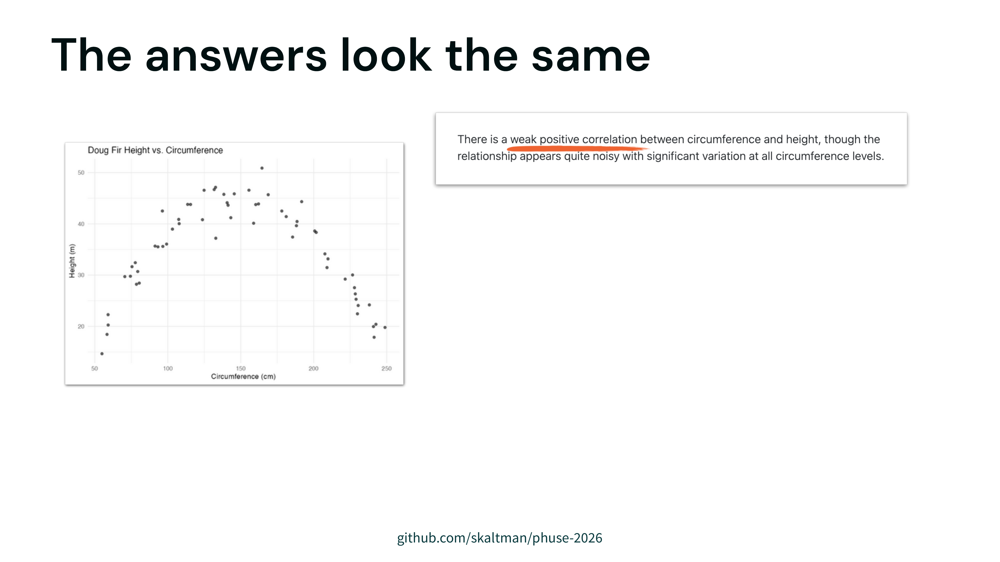 The answers look the same
There is a weak positive correlation between circumference and height, though the
relationship appears quite noisy with significant variation at all circumference levels.
Doug Fir Height vs. Circumference
Height (m)
50
40
30
20
50 100 150 200 250
Circumference (cm)
github.com/skaltman/phuse-2026